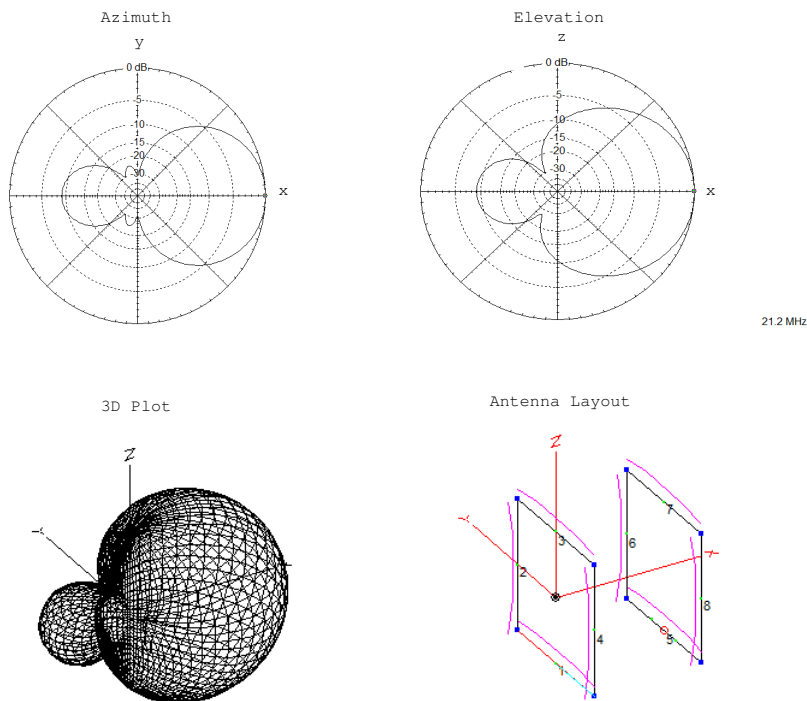 Azimuth
y
0 dB
-5
-10
-15
-20
-30
x
Elevation
z
0 dB
-5
-10
-15
-20
-30
x
21.2 MHz
3D Plot
Z
Antenna Layout
Z
Y
X
1
2
3
4
5
6
7
8